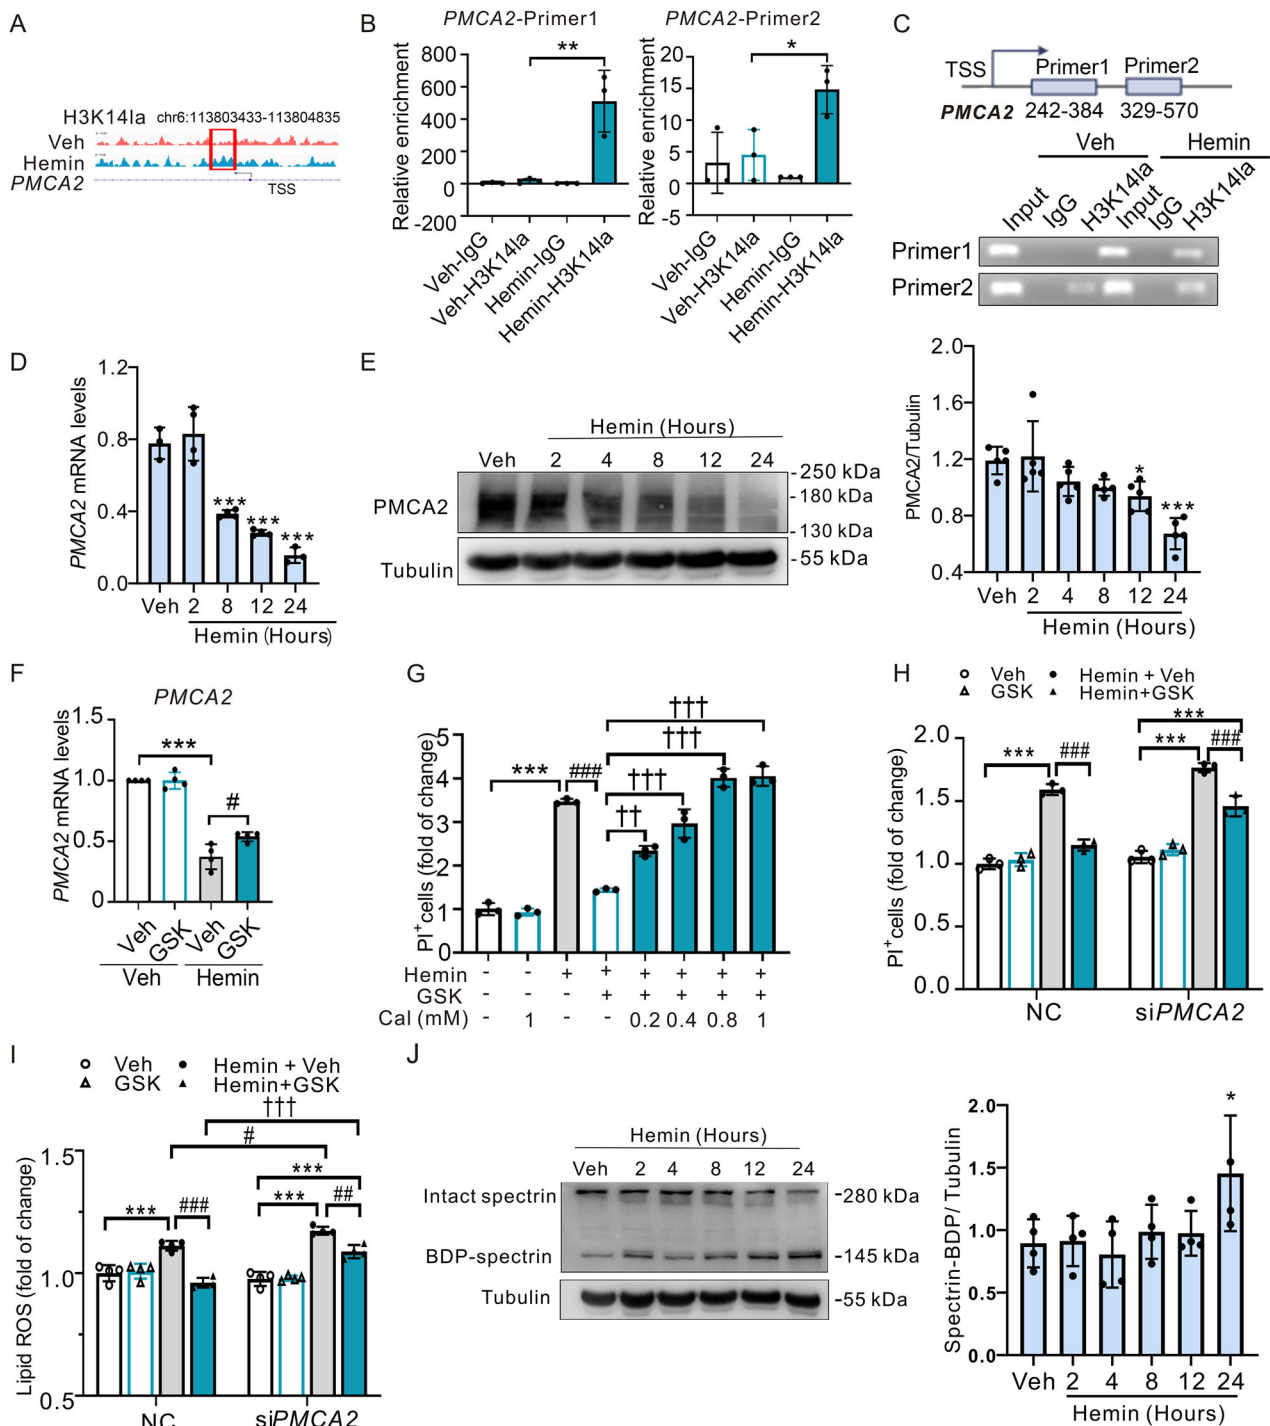 A
H3K14la chr6:113803433-113804835
Veh
Hemin
PMCA2
TSS
B
PMCA2-Primer1
Relative enrichment
800
600
400
200
0
-200
**
Veh-IgG
Veh-H3K14la
Hemin-IgG
Hemin-H3K14la
PMCA2-Primer2
Relative enrichment
20
15
10
5
0
-5
*
Veh-IgG
Veh-H3K14la
Hemin-IgG
Hemin-H3K14la
C
TSS Primer1 Primer2
PMCA2 242-384 329-570
Veh Hemin
Input IgG H3K14la Input IgG H3K14la
Primer1
Primer2
D
PMCA2 mRNA levels
1.2
0.8
0.4
0.0
*** *** ***
Veh 2 8 12 24
Hemin (Hours)
E
Hemin (Hours)
Veh 2 4 8 12 24
PMCA2
-250 kDa
-180 kDa
-130 kDa
Tubulin
-55 kDa
PMCA2/Tubulin
2.0
1.6
1.2
0.8
0.4
* ***
Veh 2 4 8 12 24
Hemin (Hours)
F
PMCA2
PMCA2 mRNA levels
1.5
1.0
0.5
0
***
#
Veh GSK Veh GSK
Veh Hemin
G
PI+cells (fold of change)
5
4
3
2
1
0
*** ### †† ††† ††† †††
Hemin - - + + + + + +
GSK - - - + + + + +
Cal (mM) - 1 - - 0.2 0.4 0.8 1
H
Veh Hemin + Veh
GSK Hemin+GSK
PI+cells (fold of change)
2.0
1.5
1.0
0.5
0.0
*** ###
***
*** ###
NC siPMCA2
I
Veh Hemin + Veh
GSK Hemin+GSK
†††
#
Lipid ROS (fold of change)
1.5
1.0
0.5
*** ###
***
*** ##
NC siPMCA2
J
Hemin (Hours)
Veh 2 4 8 12 24
Intact spectrin -280 kDa
BDP-spectrin -145 kDa
Tubulin -55 kDa
Spectrin-BDP/ Tubulin
2.0
1.5
1.0
0.5
0.0
*
Veh 2 4 8 12 24
Hemin (Hours)